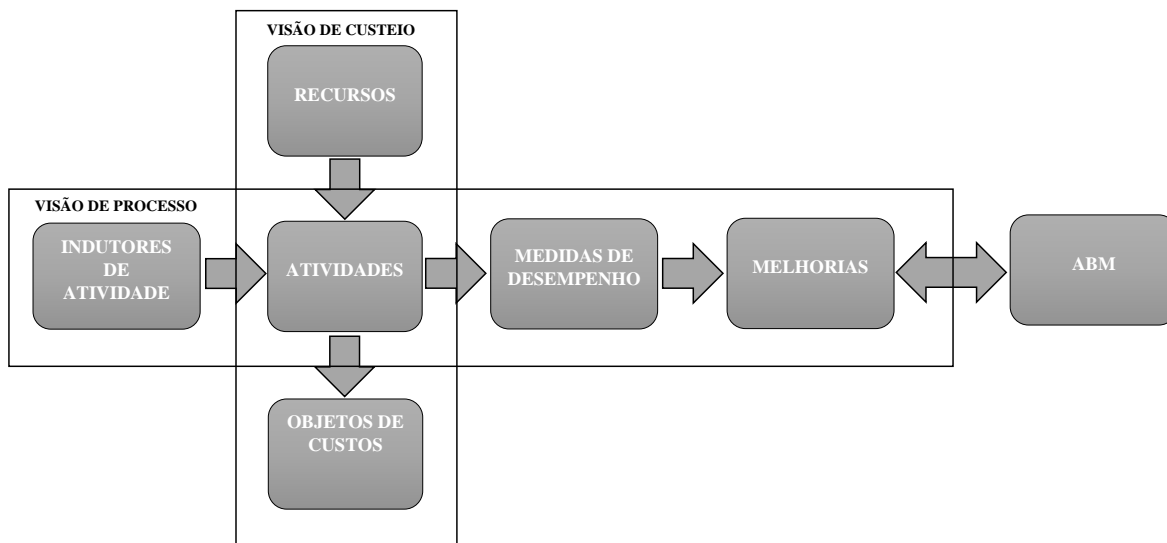 VISÃO DE CUSTEIO
RECURSOS
VISÃO DE PROCESSO
INDUTORES
DE
ATIVIDADE
ATIVIDADES
MEDIDAS DE
DESEMPENHO
MELHORIAS
ABM
OBJETOS DE
CUSTOS